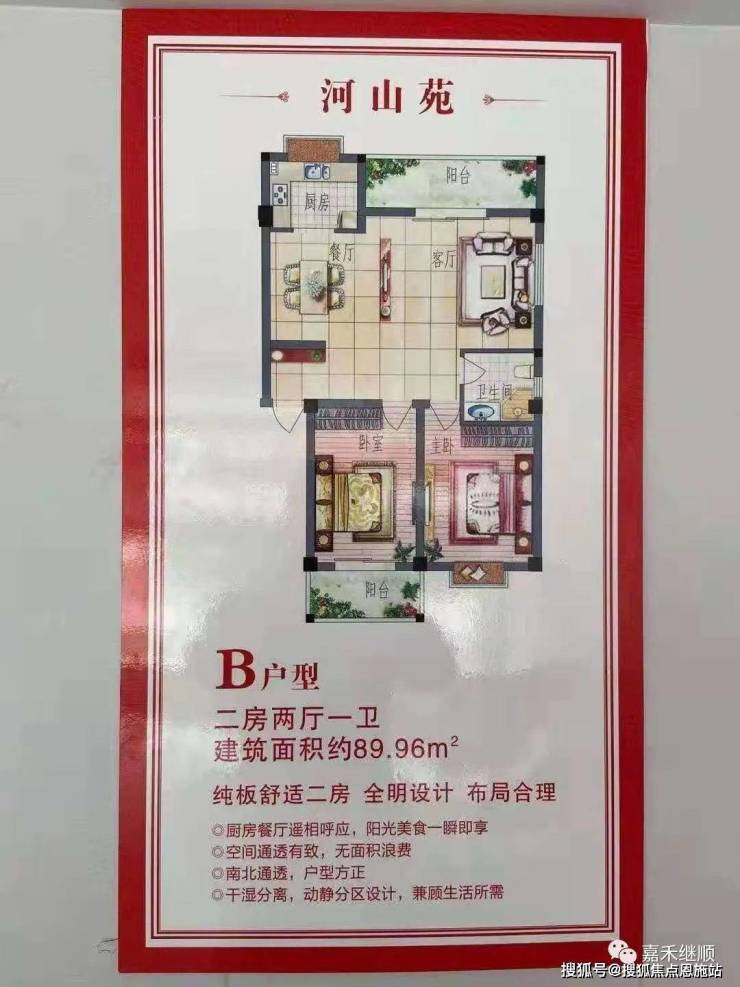 河山苑
阳台
厨房
餐厅
客厅
卫生间
卧室
主卧
阳台
B户型
二房两厅一卫
建筑面积约89.96m²
纯板舒适二房 全明设计 布局合理
◎厨房餐厅遥相呼应，阳光美食一瞬即享
◎空间通透有致，无面积浪费
◎南北通透，户型方正
◎干湿分离，动静分区设计，兼顾生活所需
嘉禾继顺
搜狐号@搜狐焦点恩施站